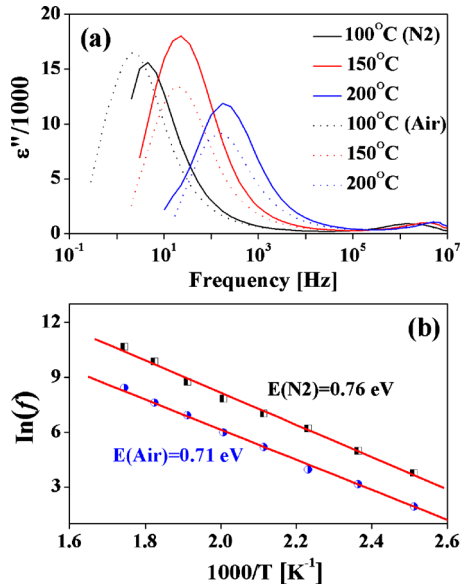 (a)
100°C (N2)
150°C
200°C
100°C (Air)
150°C
200°C
ε''/1000
20
15
10
5
0
10⁻¹ 10¹ 10³ 10⁵ 10⁷
Frequency [Hz]
(b)
E(N2)=0.76 eV
E(Air)=0.71 eV
ln(f)
12
9
6
3
1.6 1.8 2.0 2.2 2.4 2.6
1000/T [K⁻¹]